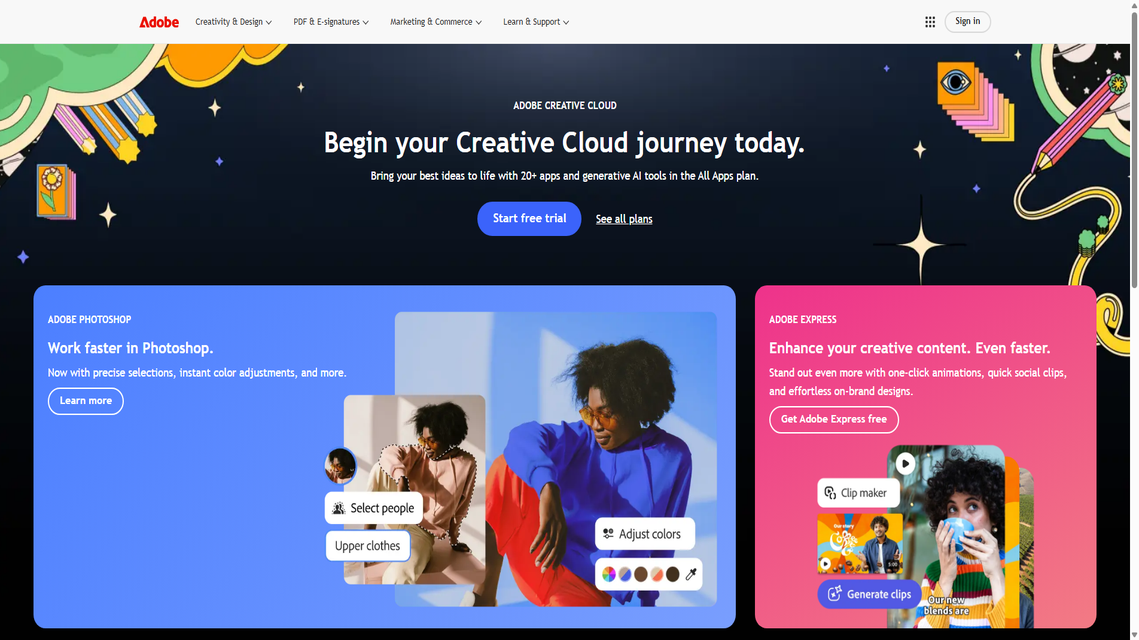 Adobe
Creativity & Design
PDF & E-signatures
Marketing & Commerce
Learn & Support
Sign in
ADOBE CREATIVE CLOUD
Begin your Creative Cloud journey today.
Bring your best ideas to life with 20+ apps and generative AI tools in the All Apps plan.
Start free trial
See all plans
ADOBE PHOTOSHOP
Work faster in Photoshop.
Now with precise selections, instant color adjustments, and more.
Learn more
Select people
Upper clothes
Adjust colors
ADOBE EXPRESS
Enhance your creative content. Even faster.
Stand out even more with one-click animations, quick social clips,
and effortless on-brand designs.
Get Adobe Express free
Clip maker
Our story
5:00
Generate clips
Our new
blends are